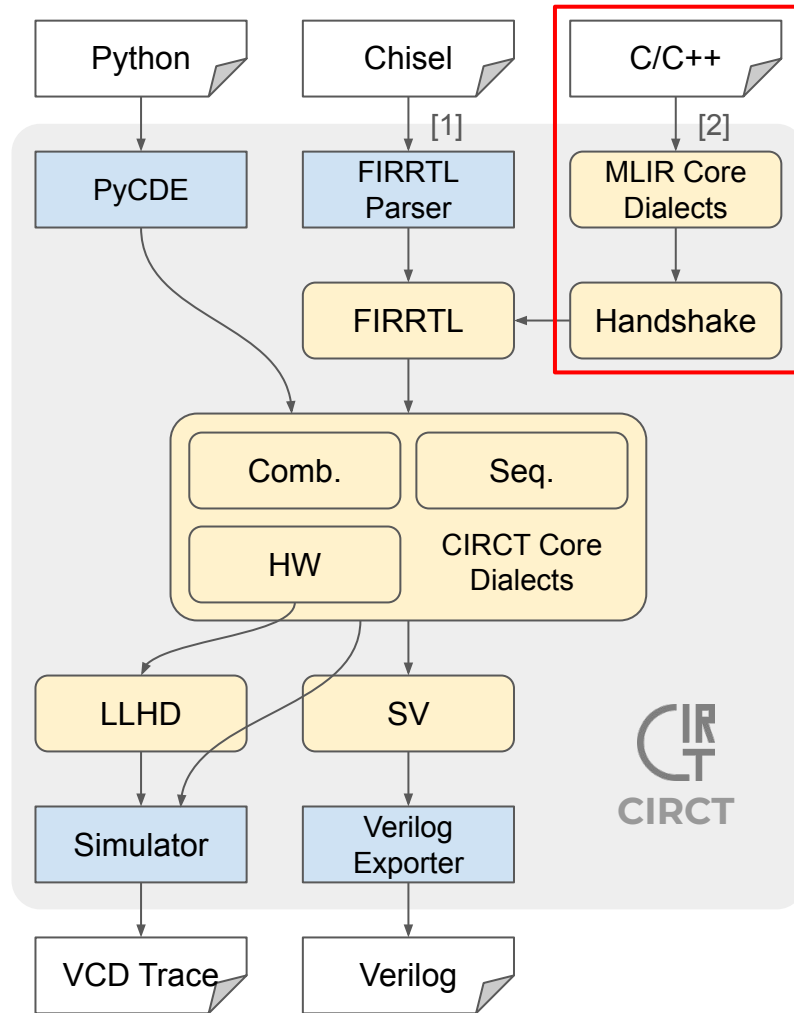 Python
Chisel
C/C++
[1]
[2]
PyCDE
FIRRTL
Parser
MLIR Core
Dialects
FIRRTL
Handshake
Comb.
Seq.
HW
CIRCT Core
Dialects
LLHD
SV
CIRCT
CIRCT
Simulator
Verilog
Exporter
VCD Trace
Verilog